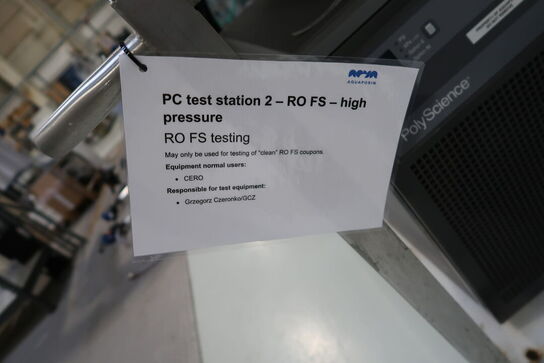 AQUAPORIN
PC test station 2 – RO FS – high
pressure
RO FS testing
May only be used for testing of "clean" RO FS coupons.
Equipment normal users:
• CERO
Responsible for test equipment:
• Grzegorz Czeronko/GCZ
PolyScience